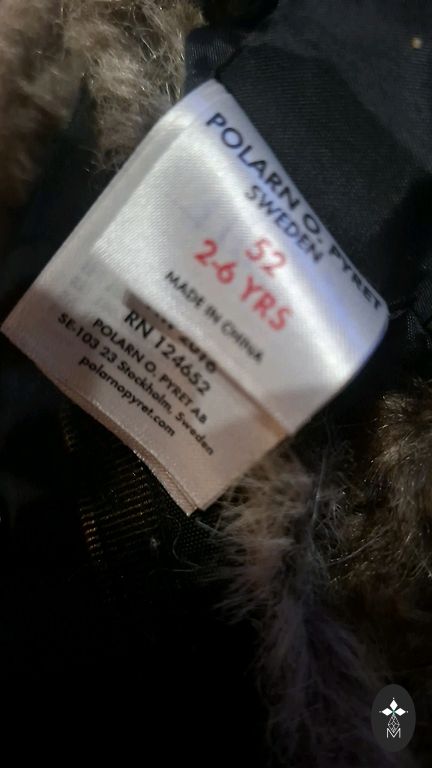 POLARN O. PYRET
SWEDEN
52
2-6 YRS
MADE IN CHINA
RN 124652
POLARN O. PYRET AB
SE-103 23 Stockholm, Sweden
polarnopyret.com
M